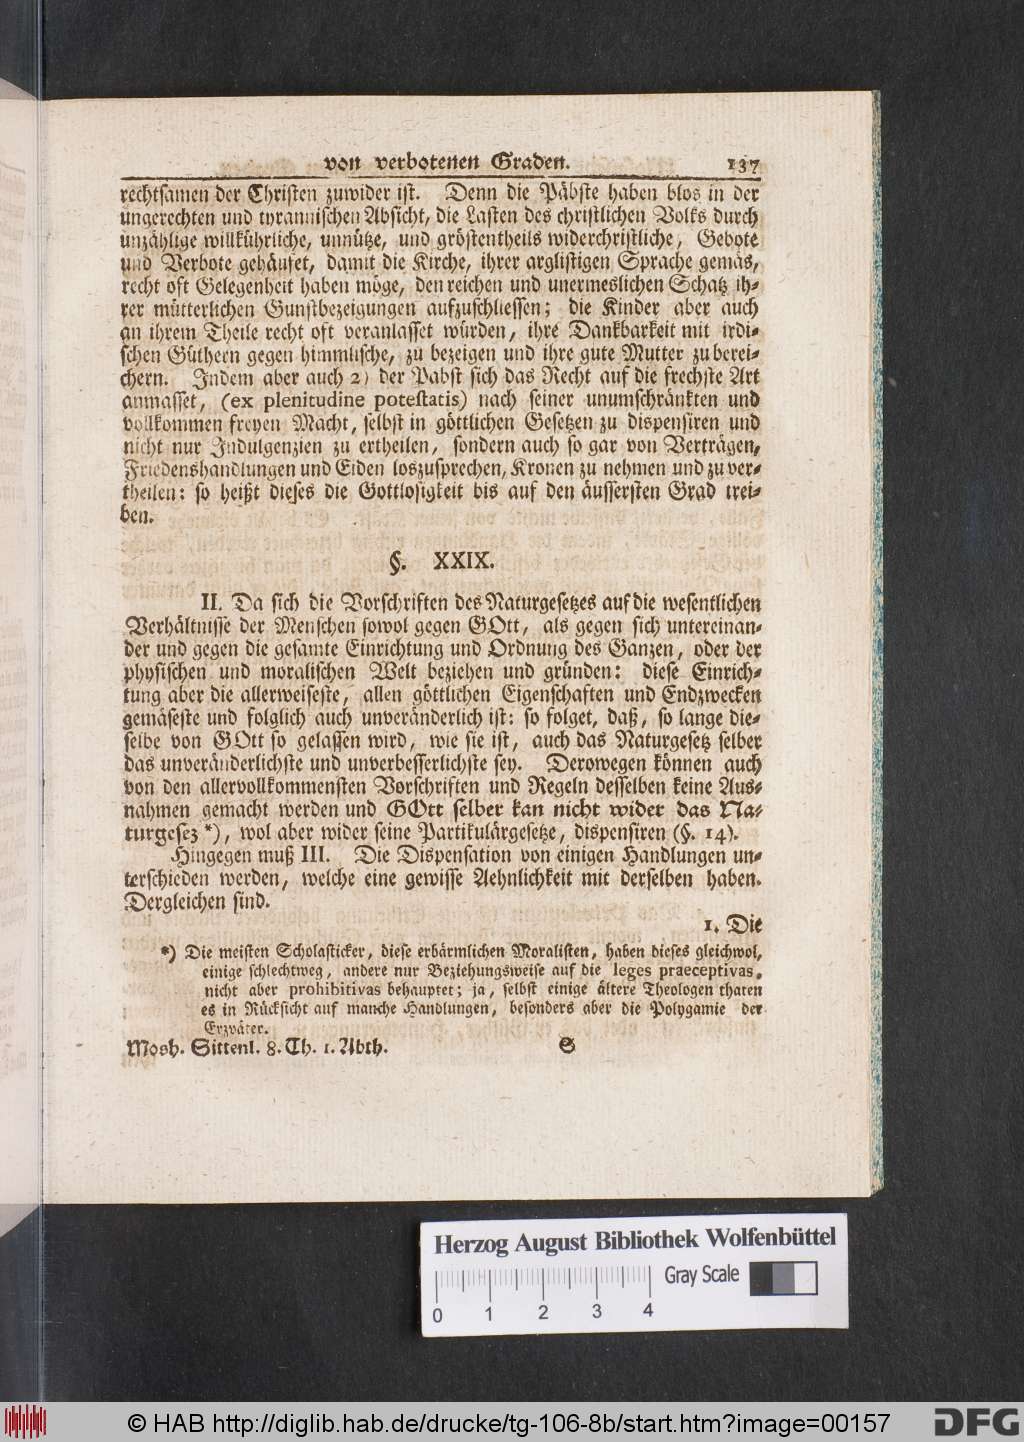 von verbotenen Graden. 137
rechtsamen der Christen zuwider ist. Denn die Päbste haben blos in der
ungerechten und tyrannischen Absicht, die Lasten des christlichen Volks durch
unzählige willkührliche, unnütze, und gröstentheils widerchristliche, Gebote
und Verbote gehäufet, damit die Kirche, ihrer arglistigen Sprache gemäs,
recht oft Gelegenheit haben möge, den reichen und unermeslichen Schatz ih-
rer mütterlichen Gunstbezeigungen aufzuschliessen; die Kinder aber auch
an ihrem Theile recht oft veranlasset würden, ihre Dankbarkeit mit irdi-
schen Güthern gegen himmlische, zu bezeigen und ihre gute Mutter zu berei-
chern. Indem aber auch 2) der Pabst sich das Recht auf die frechste Art
anmasset, (ex plenitudine potestatis) nach seiner unumschränkten und
vollkommen freyen Macht, selbst in göttlichen Gesetzen zu dispensiren und
nicht nur Indulgenzien zu ertheilen, sondern auch so gar von Verträgen,
Friedenshandlungen und Eiden loszusprechen, Kronen zu nehmen und zu ver-
theilen: so heißt dieses die Gottlosigkeit bis auf den äussersten Grad trei-
ben.
§. XXIX.
II. Da sich die Vorschriften des Naturgesetzes auf die wesentlichen
Verhältnisse der Menschen sowol gegen GOtt, als gegen sich untereinan-
der und gegen die gesamte Einrichtung und Ordnung des Ganzen, oder der
physischen und moralischen Welt beziehen und gründen: diese Einrich-
tung aber die allerweiseste, allen göttlichen Eigenschaften und Endzwecken
gemäseste und folglich auch unveränderlich ist: so folget, daß, so lange die-
selbe von GOtt so gelassen wird, wie sie ist, auch das Naturgesetz selber
das unveränderlichste und unverbesserlichste sey. Derowegen können auch
von den allervollkommensten Vorschriften und Regeln desselben keine Aus-
nahmen gemacht werden und GOtt selber kan nicht wider das Na-
turgesez *), wol aber wider seine Partikulärgesetze, dispensiren (§. 14).
Hingegen muß III. Die Dispensation von einigen Handlungen un-
terschieden werden, welche eine gewisse Aehnlichkeit mit derselben haben.
Dergleichen sind.
1. Die
*) Die meisten Scholasticker, diese erbärmlichen Moralisten, haben dieses gleichwol,
einige schlechtweg, andere nur Beziehungsweise auf die leges praeceptivas,
nicht aber prohibitivas behauptet; ja, selbst einige ältere Theologen thaten
es in Rücksicht auf manche Handlungen, besonders aber die Polygamie der
Erzväter.
Mosh. Sittenl. 8. Th. 1. Abth. S
Herzog August Bibliothek Wolfenbüttel
Gray Scale
0 1 2 3 4
© HAB http://diglib.hab.de/drucke/tg-106-8b/start.htm?image=00157 DFG